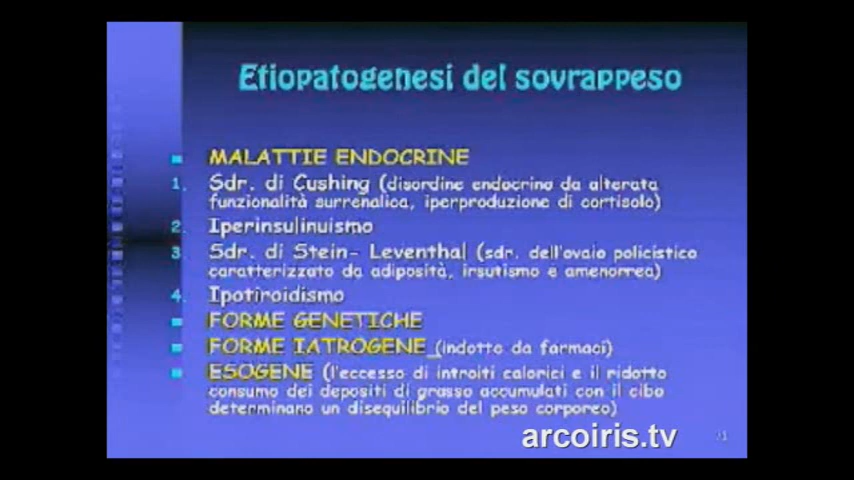 Etiopatogenesi del sovrappeso
MALATTIE ENDOCRINE
1. Sdr. di Cushing (disordine endocrino da alterata
funzionalità surrenalica, iperproduzione di cortisolo)
2. Iperinsulinuismo
3. Sdr. di Stein- Leventhal (sdr. dell'ovaio policistico
caratterizzato da adiposità, irsutismo e amenorrea)
4. Ipotiroidismo
FORME GENETICHE
FORME IATROGENE (indotto da farmaci)
ESOGENE (l'eccesso di introiti calorici e il ridotto
consumo dei depositi di grasso accumulati con il cibo
determinano un disequilibrio del peso corporeo)
arcoiris.tv